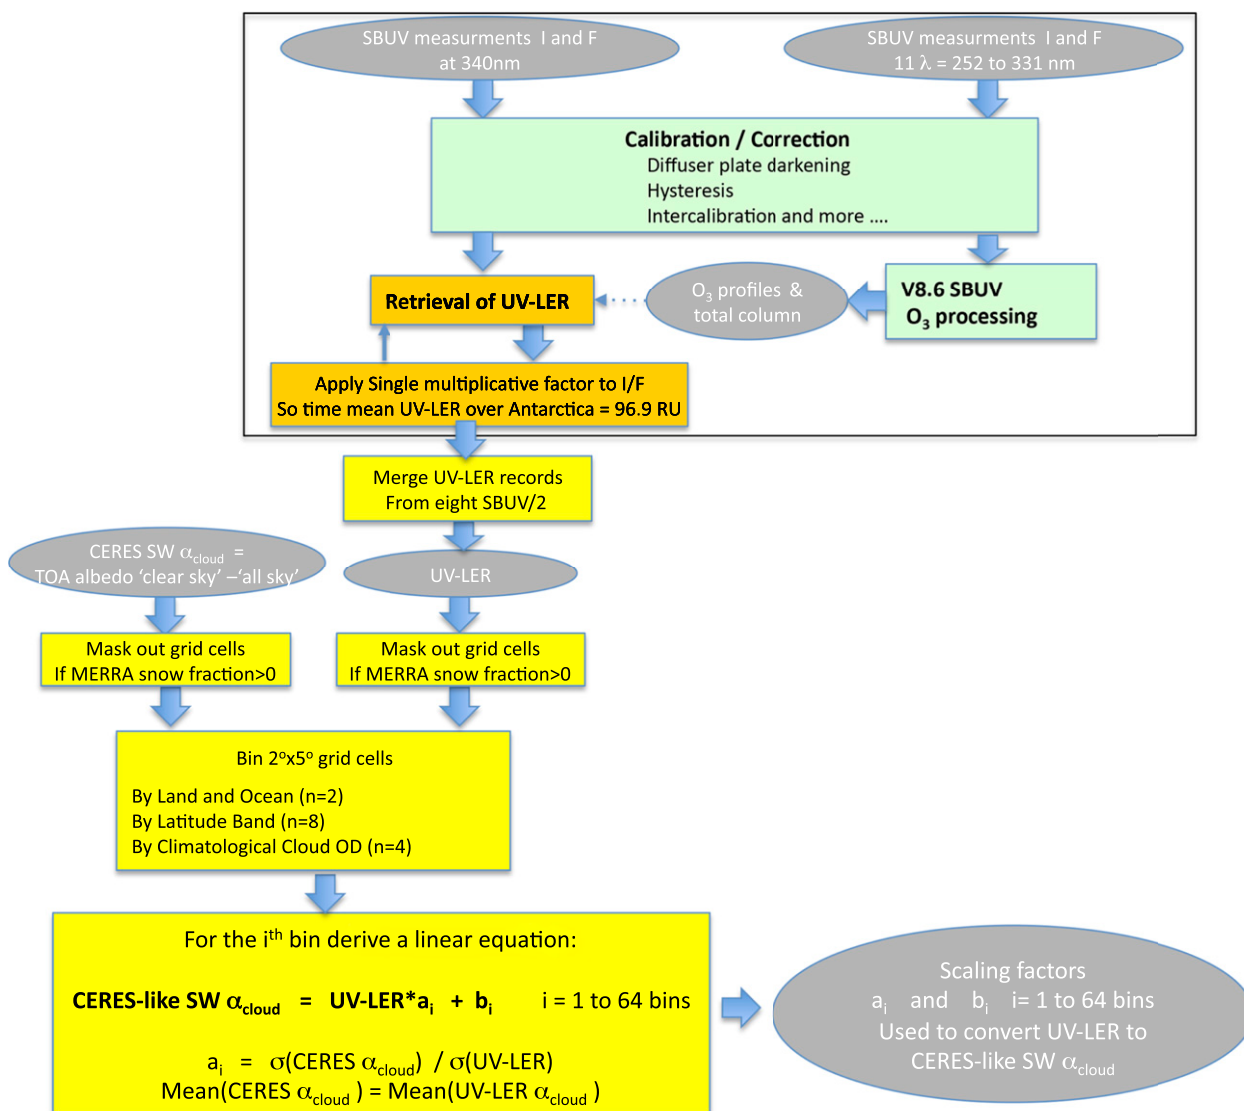 SBUV measurments  I and F
at 340nm
SBUV measurments  I and F
11 λ = 252 to 331 nm
Calibration / Correction
Diffuser plate darkening
Hysteresis
Intercalibration and more ....
Retrieval of UV-LER
O3 profiles &
total column
V8.6 SBUV
O3 processing
Apply Single multiplicative factor to I/F
So time mean UV-LER over Antarctica = 96.9 RU
Merge UV-LER records
From eight SBUV/2
CERES SW αcloud =
TOA albedo ‘clear sky’ –‘all sky’
UV-LER
Mask out grid cells
If MERRA snow fraction>0
Mask out grid cells
If MERRA snow fraction>0
Bin 2ºx5º grid cells
By Land and Ocean (n=2)
By Latitude Band (n=8)
By Climatological Cloud OD (n=4)
For the ith bin derive a linear equation:
CERES-like SW αcloud = UV-LER*ai + bi i = 1 to 64 bins
ai = σ(CERES αcloud) / σ(UV-LER)
Mean(CERES αcloud ) = Mean(UV-LER αcloud )
Scaling factors
ai and bi i= 1 to 64 bins
Used to convert UV-LER to
CERES-like SW αcloud